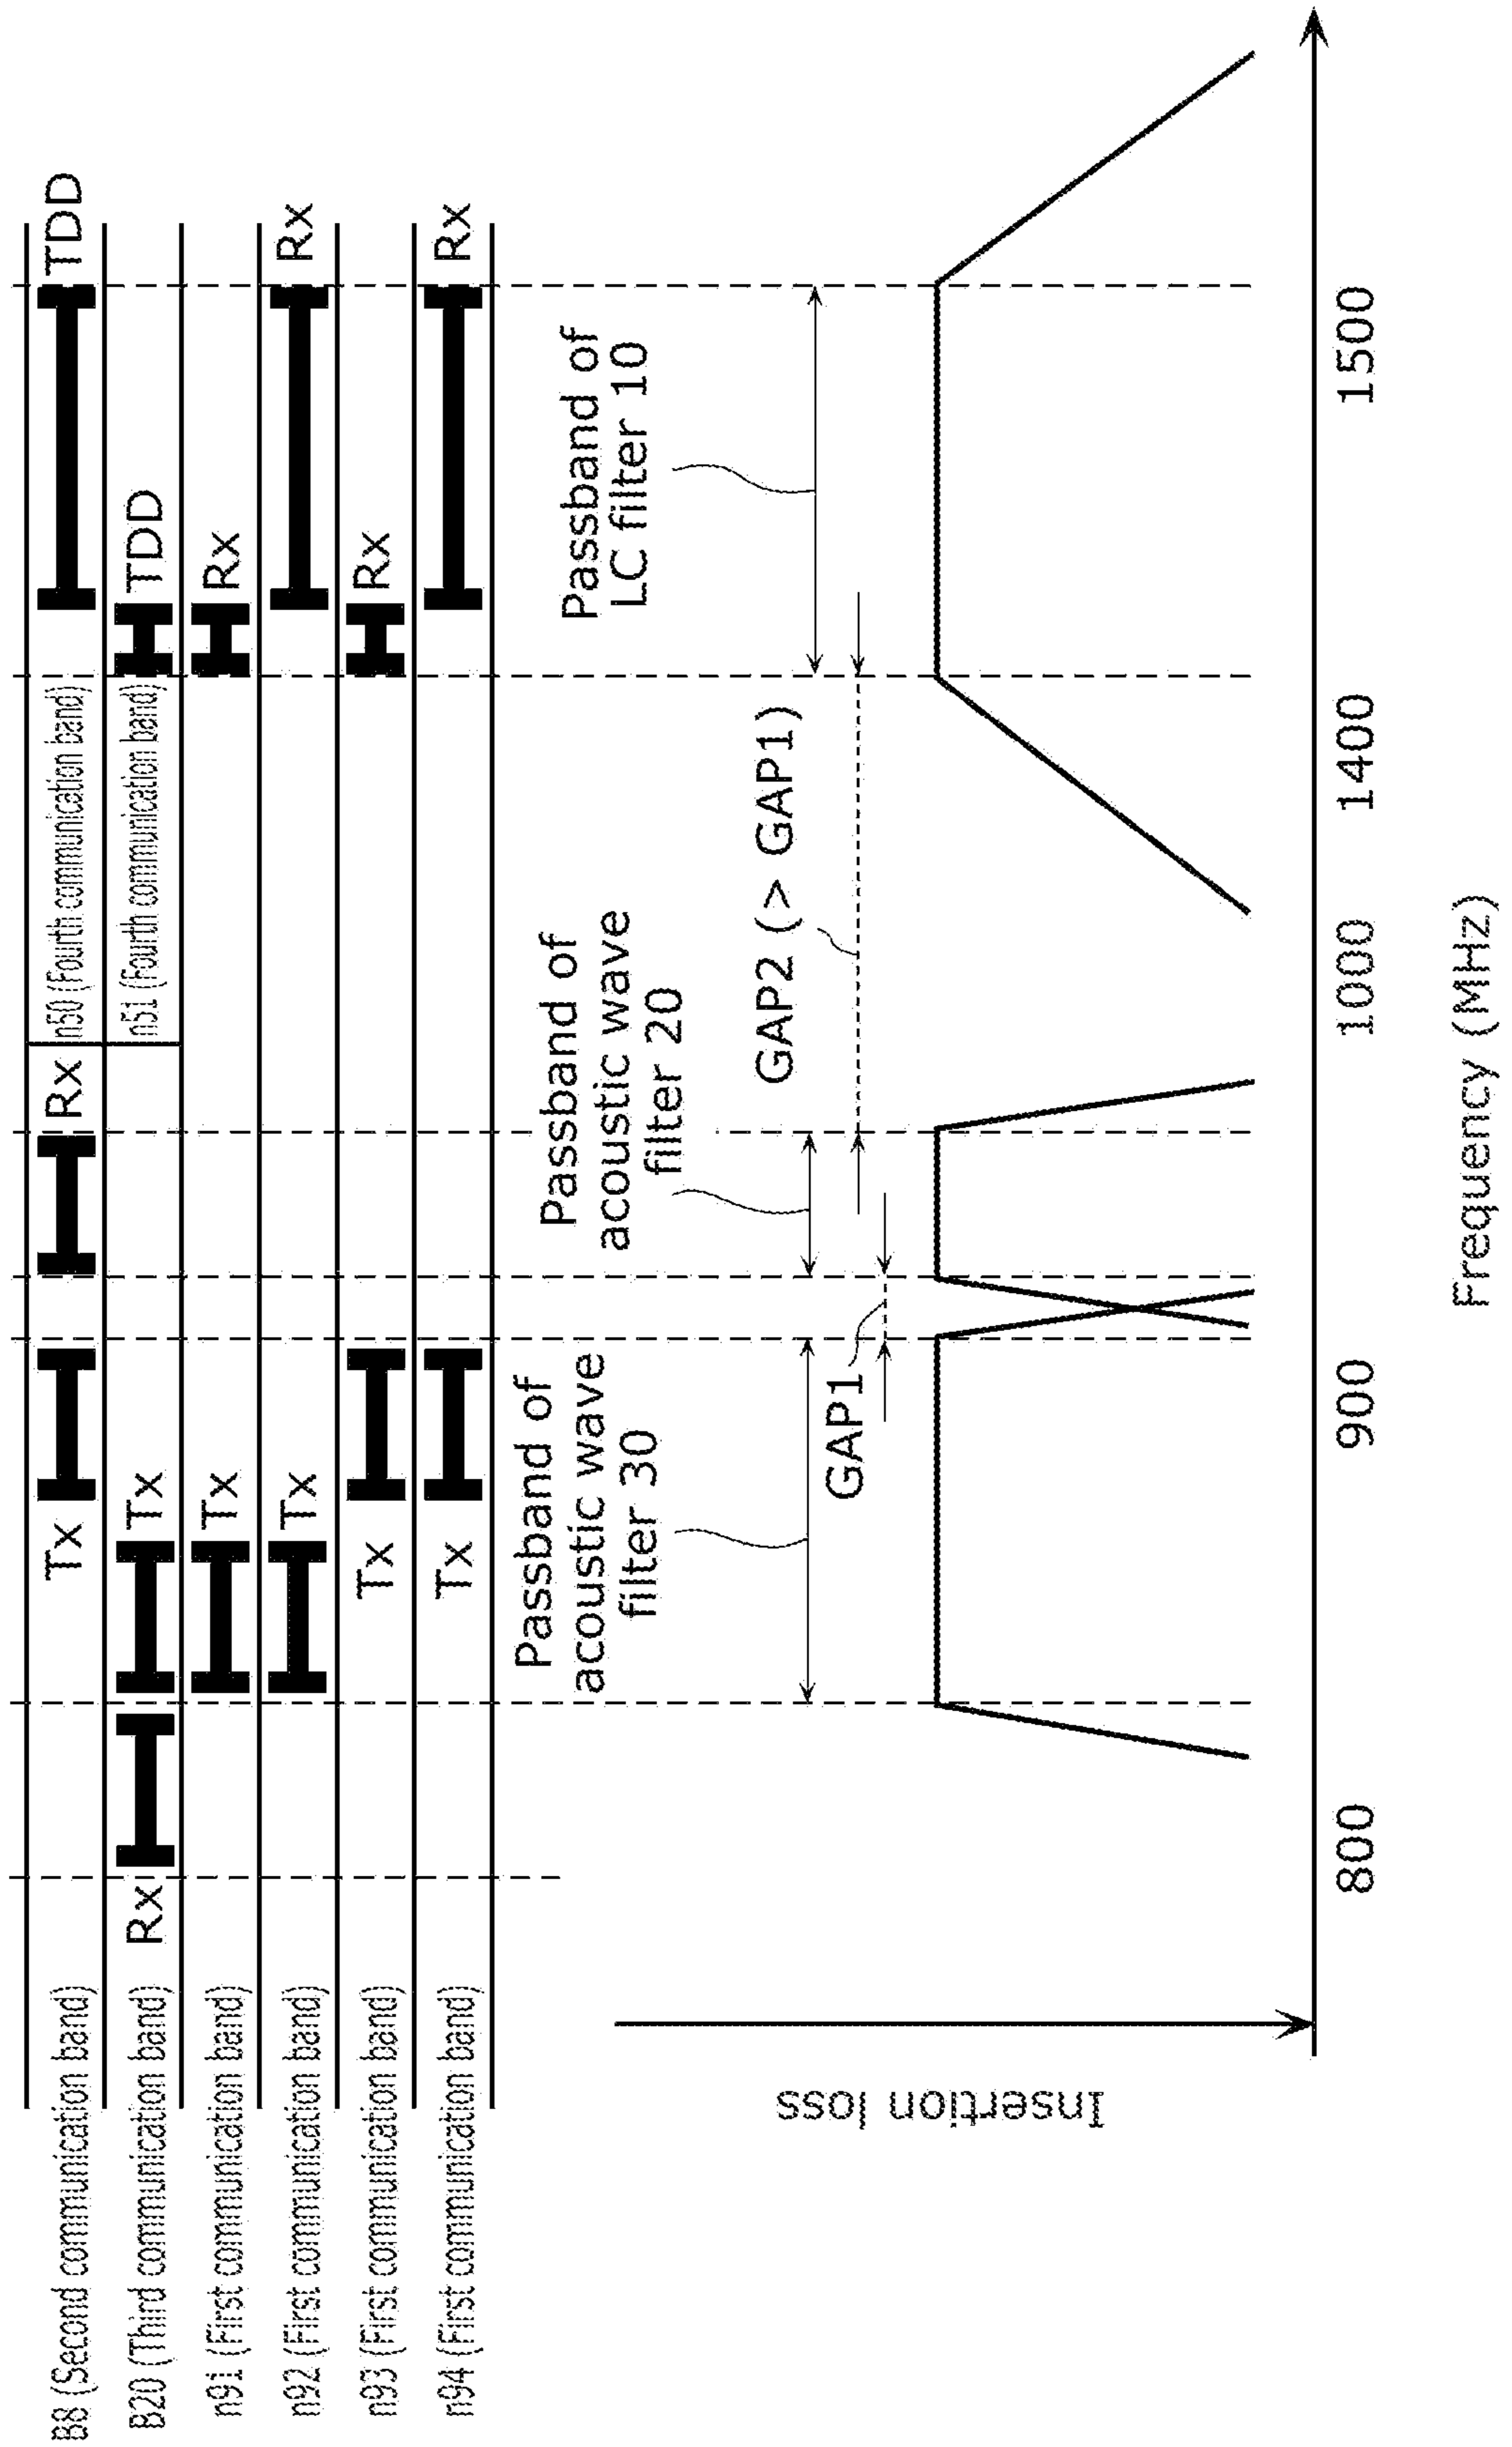 B8 (Second communication band)
Tx
Rx
n50 (Fourth communication band)
TDD
B20 (Third communication band)
Rx
Tx
n51 (Fourth communication band)
TDD
n91 (First communication band)
Tx
Rx
n92 (First communication band)
Tx
Rx
n93 (First communication band)
Tx
Rx
n94 (First communication band)
Tx
Rx
Passband of
acoustic wave
filter 30
Passband of
acoustic wave
filter 20
Passband of
LC filter 10
GAP1
GAP2 (> GAP1)
Insertion loss
800
900
1000
1400
1500
Frequency (MHz)